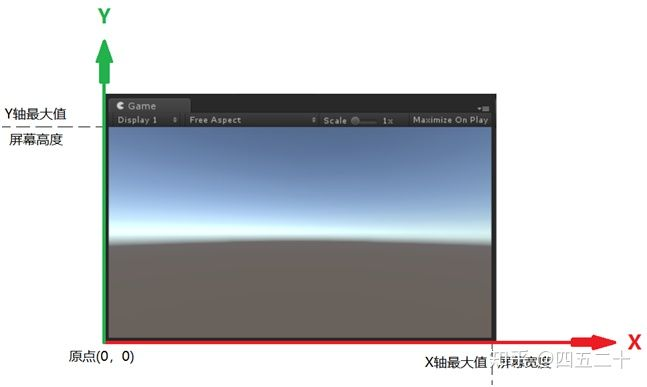 Y
Game
Y轴最大值
Display 1 Free Aspect Scale 1x Maximize On Play
屏幕高度
X
原点(0，0)
X轴最大值 屏幕宽度
知乎 @四五二十